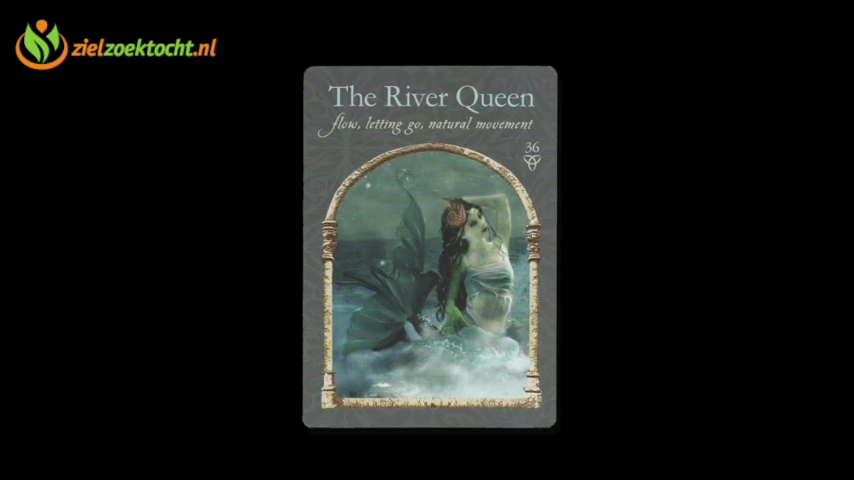 zielzoektocht.nl
The River Queen
flow, letting go, natural movement
36